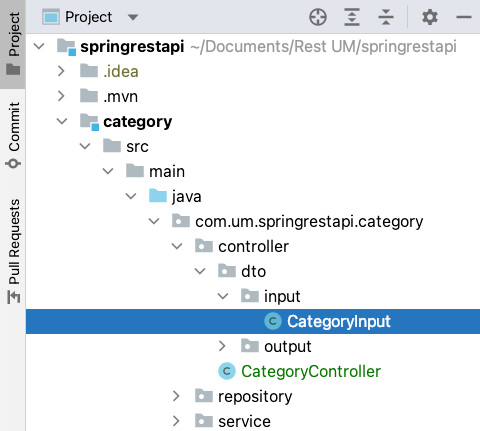 Project
springrestapi ~/Documents/Rest UM/springrestapi
.idea
.mvn
category
src
main
java
com.um.springrestapi.category
controller
dto
input
CategoryInput
output
CategoryController
repository
service
Project
Commit
Pull Requests